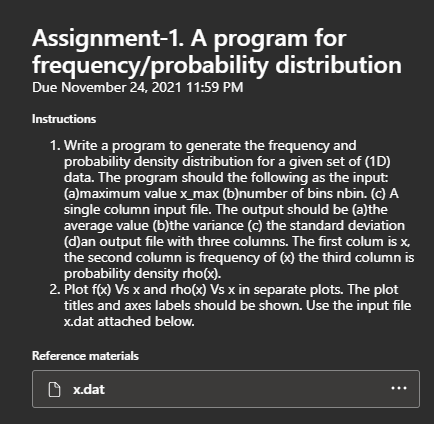 Assignment-1. A program for
frequency/probability distribution
Due November 24, 2021 11:59 PM
Instructions
1. Write a program to generate the frequency and
probability density distribution for a given set of (1D)
data. The program should the following as the input:
(a)maximum value x_max (b)number of bins nbin. (c) A
single column input file. The output should be (a)the
average value (b)the variance (c) the standard deviation
(d)an output file with three columns. The first colum is x,
the second column is frequency of (x) the third column is
probability density rho(x).
2. Plot f(x) Vs x and rho(x) Vs x in separate plots. The plot
titles and axes labels should be shown. Use the input file
x.dat attached below.
Reference materials
x.dat